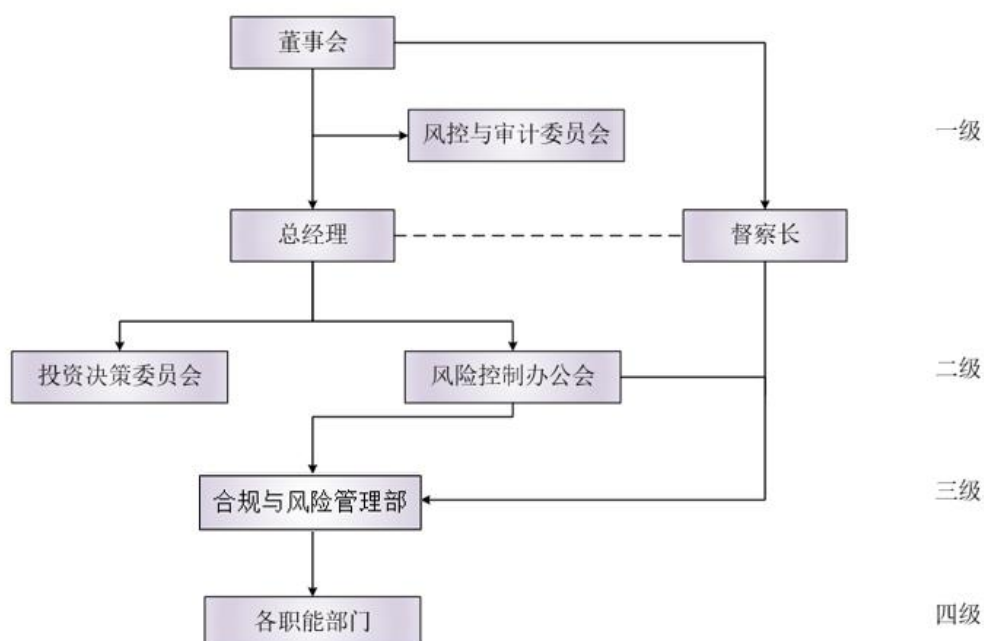 董事会
风控与审计委员会
一级
总经理
督察长
投资决策委员会
风险控制办公会
二级
合规与风险管理部
三级
各职能部门
四级